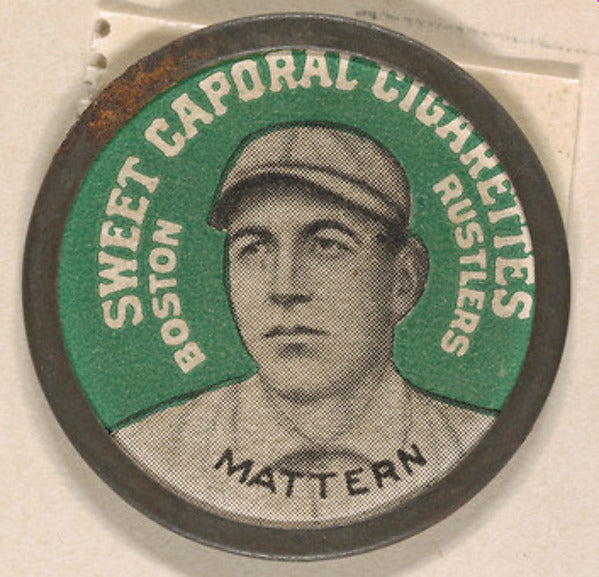 SWEET CAPORAL CIGARETTES
BOSTON
RUSTLERS
MATTERN